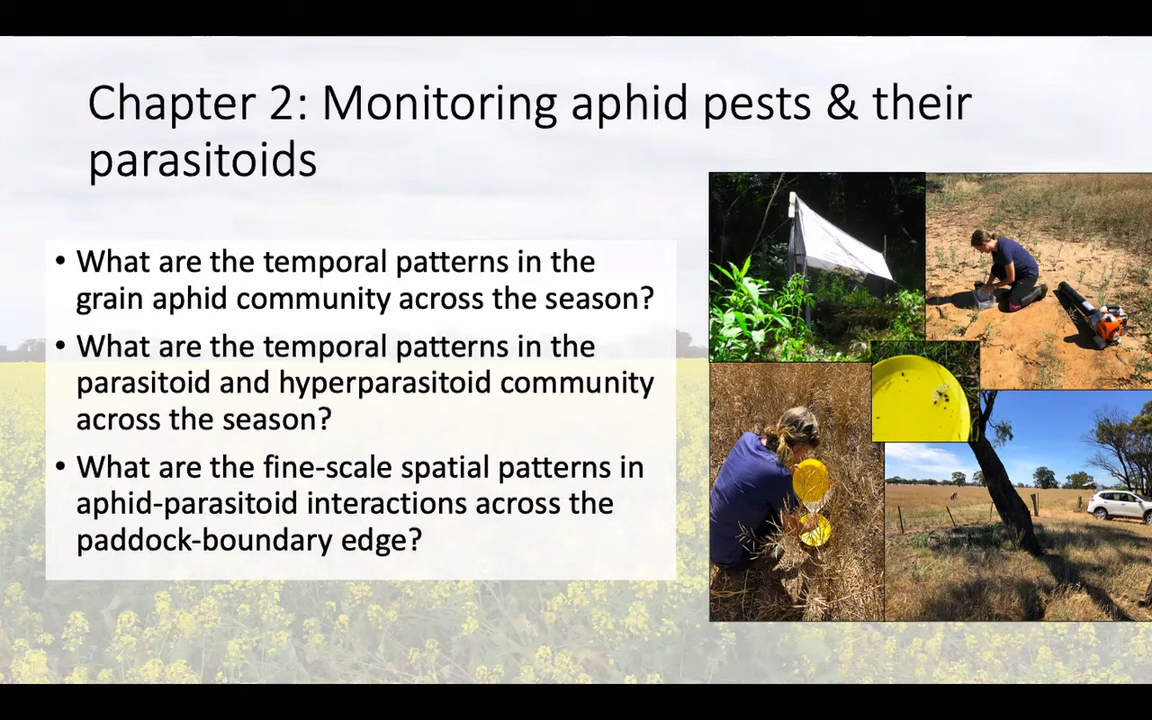 Chapter 2: Monitoring aphid pests & their
parasitoids
• What are the temporal patterns in the
grain aphid community across the season?
• What are the temporal patterns in the
parasitoid and hyperparasitoid community
across the season?
• What are the fine-scale spatial patterns in
aphid-parasitoid interactions across the
paddock-boundary edge?